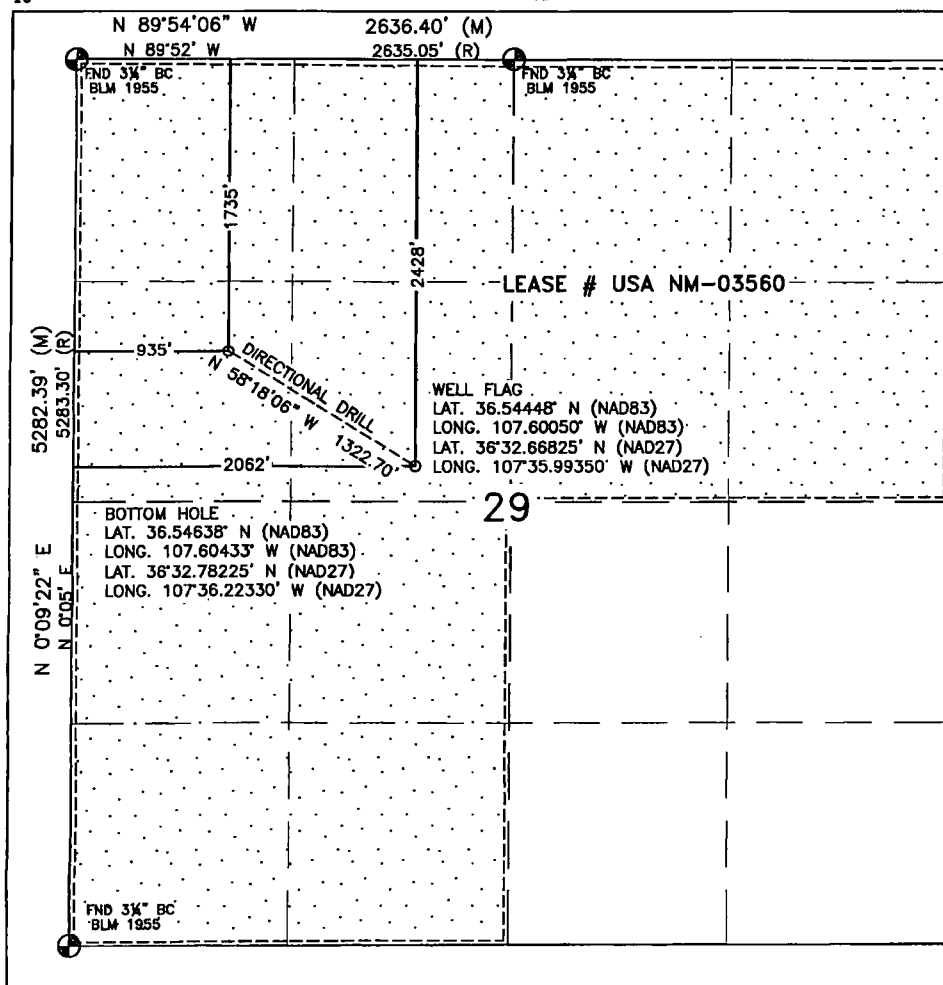 N 89°54'06" W 2636.40' (M)
N 89°52' W 2635.05' (R)
FND 3¼" BC
BLM 1955
FND 3¼" BC
BLM 1955
1735'
2428'
LEASE # USA NM-03560
5282.39' (M)
5283.30' (R)
935'
DIRECTIONAL DRILL
N 58°18'06" W 1322.70'
WELL FLAG
LAT. 36.54448° N (NAD83)
LONG. 107.60050° W (NAD83)
LAT. 36°32.66825' N (NAD27)
LONG. 107°35.99350' W (NAD27)
2062'
29
BOTTOM HOLE
LAT. 36.54638° N (NAD83)
LONG. 107.60433° W (NAD83)
LAT. 36°32.78225' N (NAD27)
LONG. 107°36.22330' W (NAD27)
N 0°09'22" E
N 0°05' E
FND 3¼" BC
BLM 1955